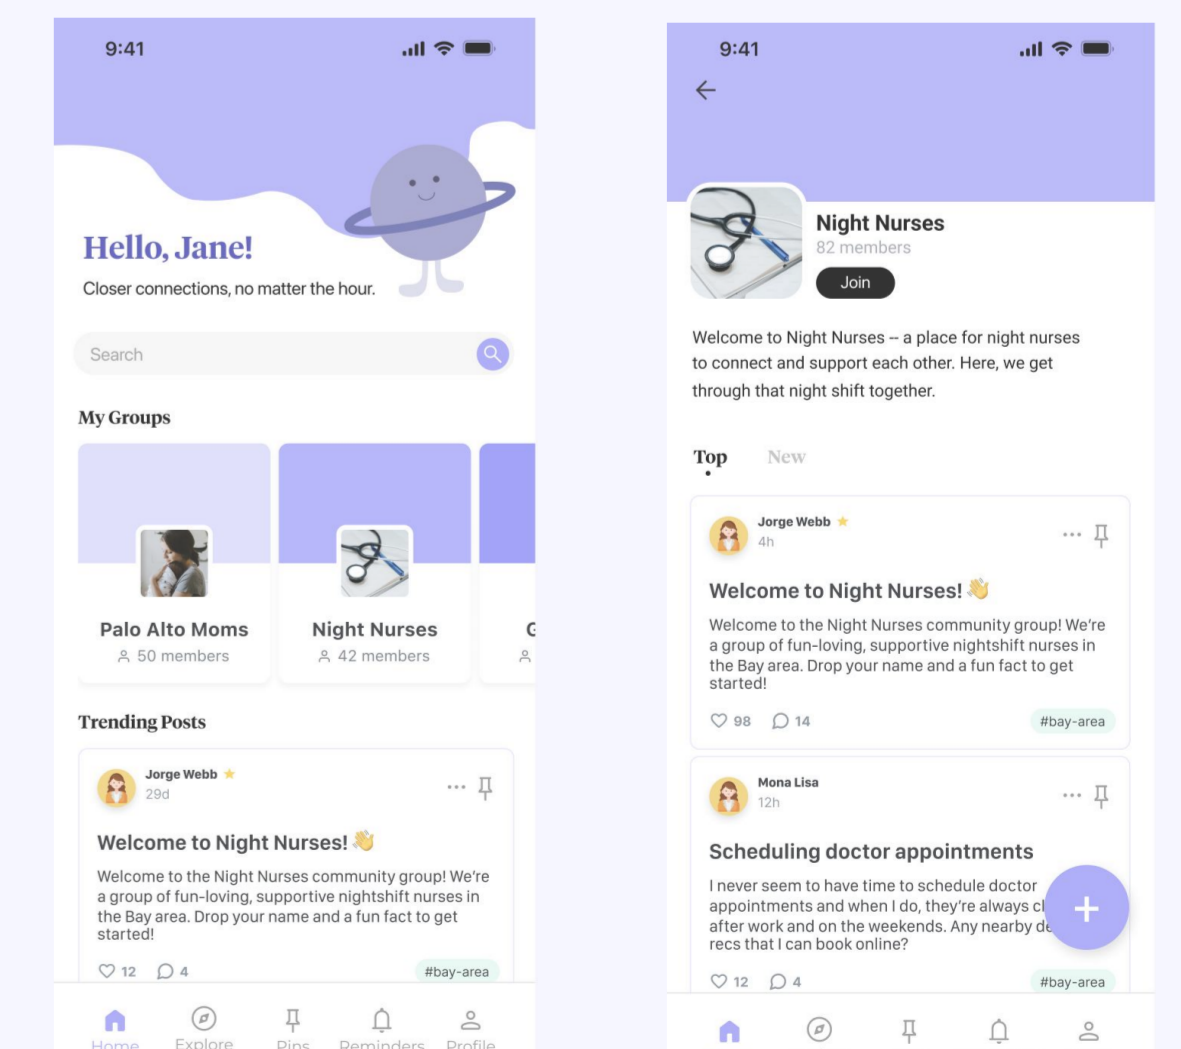 9:41
Hello, Jane!
Closer connections, no matter the hour.
Search
My Groups
Palo Alto Moms
50 members
Night Nurses
42 members
G
Trending Posts
Jorge Webb
29d
Welcome to Night Nurses! 👋
Welcome to the Night Nurses community group! We're
a group of fun-loving, supportive nightshift nurses in
the Bay area. Drop your name and a fun fact to get
started!
12 4 #bay-area
Home Explore Pins Reminders Profile
9:41
Night Nurses
82 members
Join
Welcome to Night Nurses -- a place for night nurses
to connect and support each other. Here, we get
through that night shift together.
Top New
Jorge Webb
4h
Welcome to Night Nurses! 👋
Welcome to the Night Nurses community group! We're
a group of fun-loving, supportive nightshift nurses in
the Bay area. Drop your name and a fun fact to get
started!
98 14 #bay-area
Mona Lisa
12h
Scheduling doctor appointments
I never seem to have time to schedule doctor
appointments and when I do, they're always cl
after work and on the weekends. Any nearby de
recs that I can book online?
12 4 #bay-area